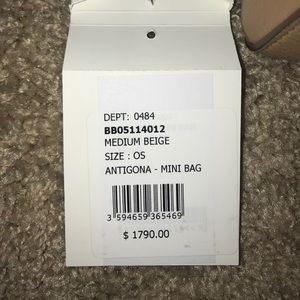 DEPT: 0484
BB05114012
MEDIUM BEIGE
SIZE : OS
ANTIGONA - MINI BAG
3 594659 365469
$ 1790.00